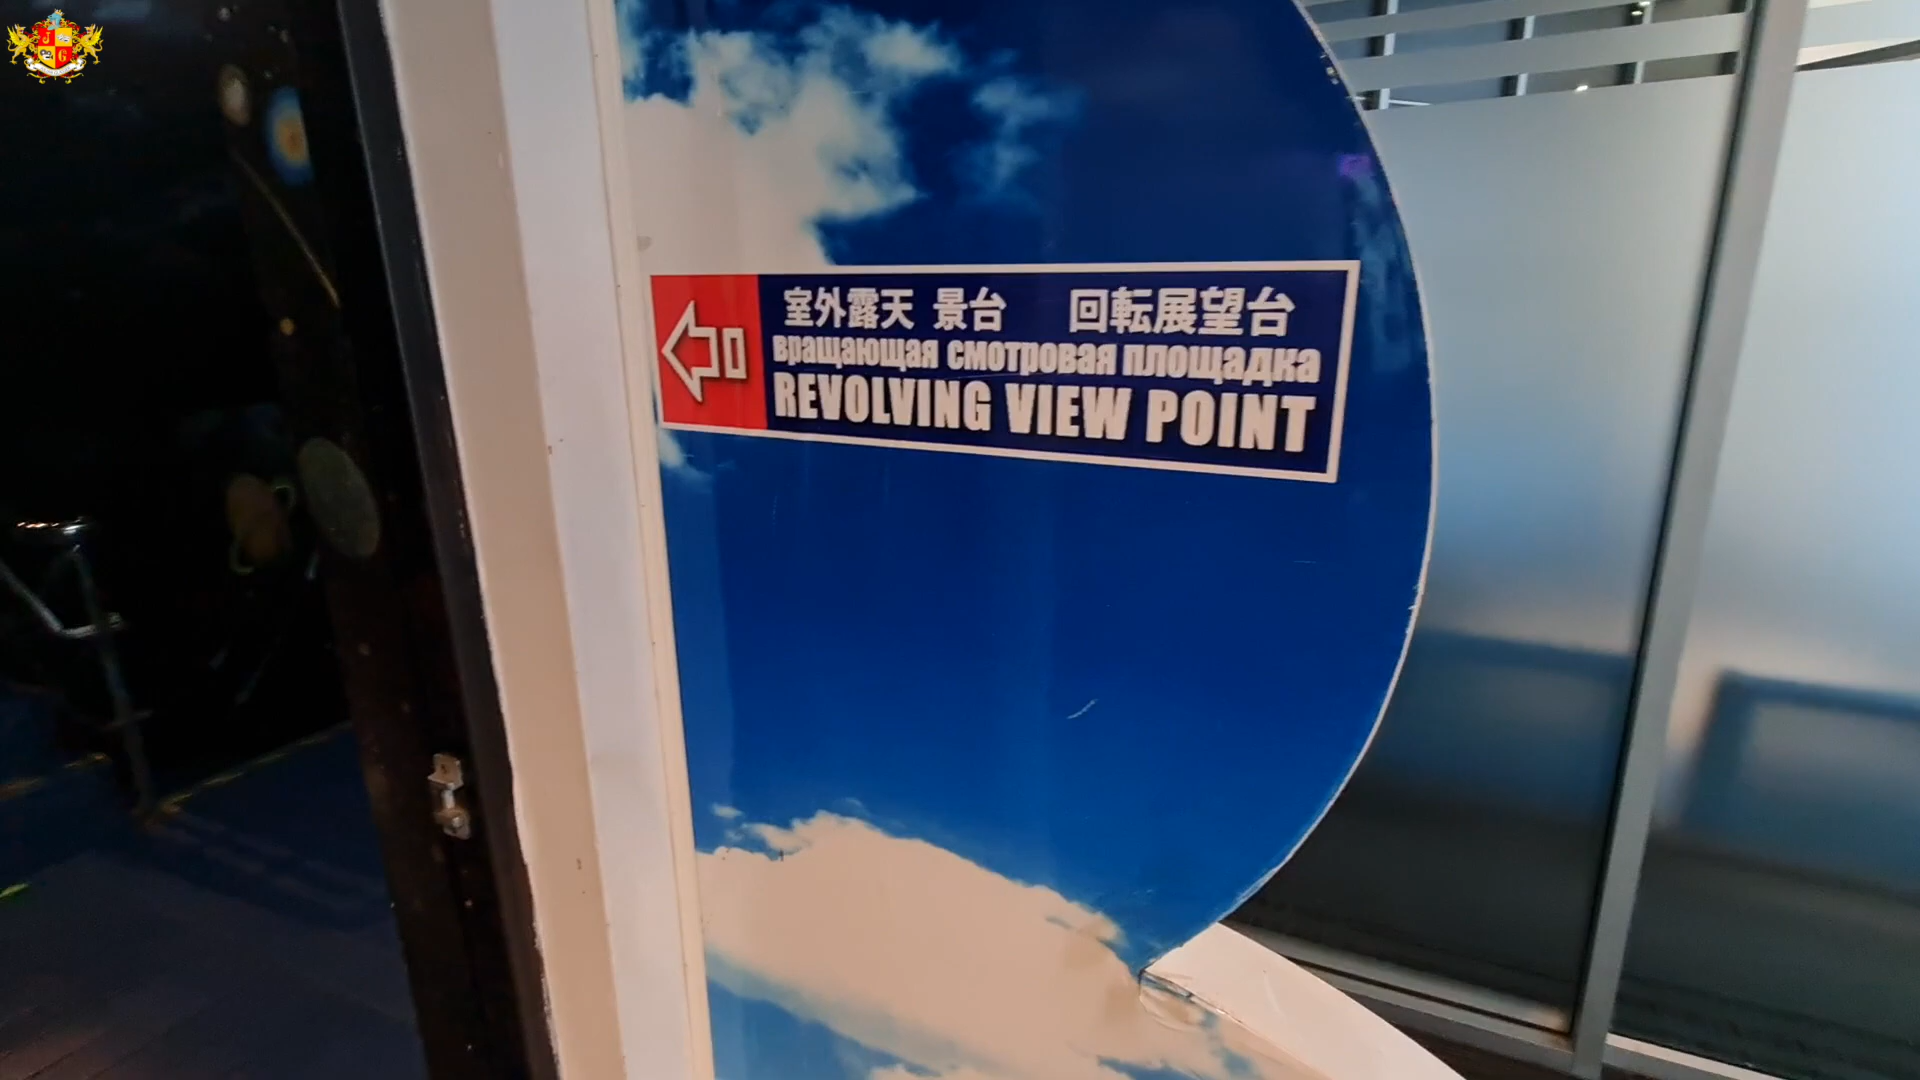 室外露天 景台 回転展望台
вращающая смотровая площадка
REVOLVING VIEW POINT
J
G